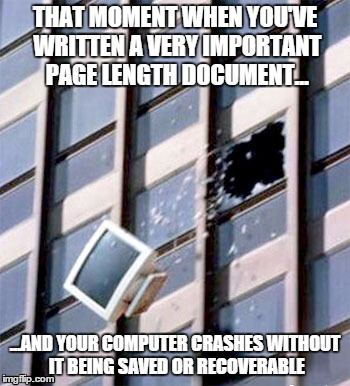 THAT MOMENT WHEN YOU'VE
WRITTEN A VERY IMPORTANT
PAGE LENGTH DOCUMENT...
...AND YOUR COMPUTER CRASHES WITHOUT
IT BEING SAVED OR RECOVERABLE
imgflip.com